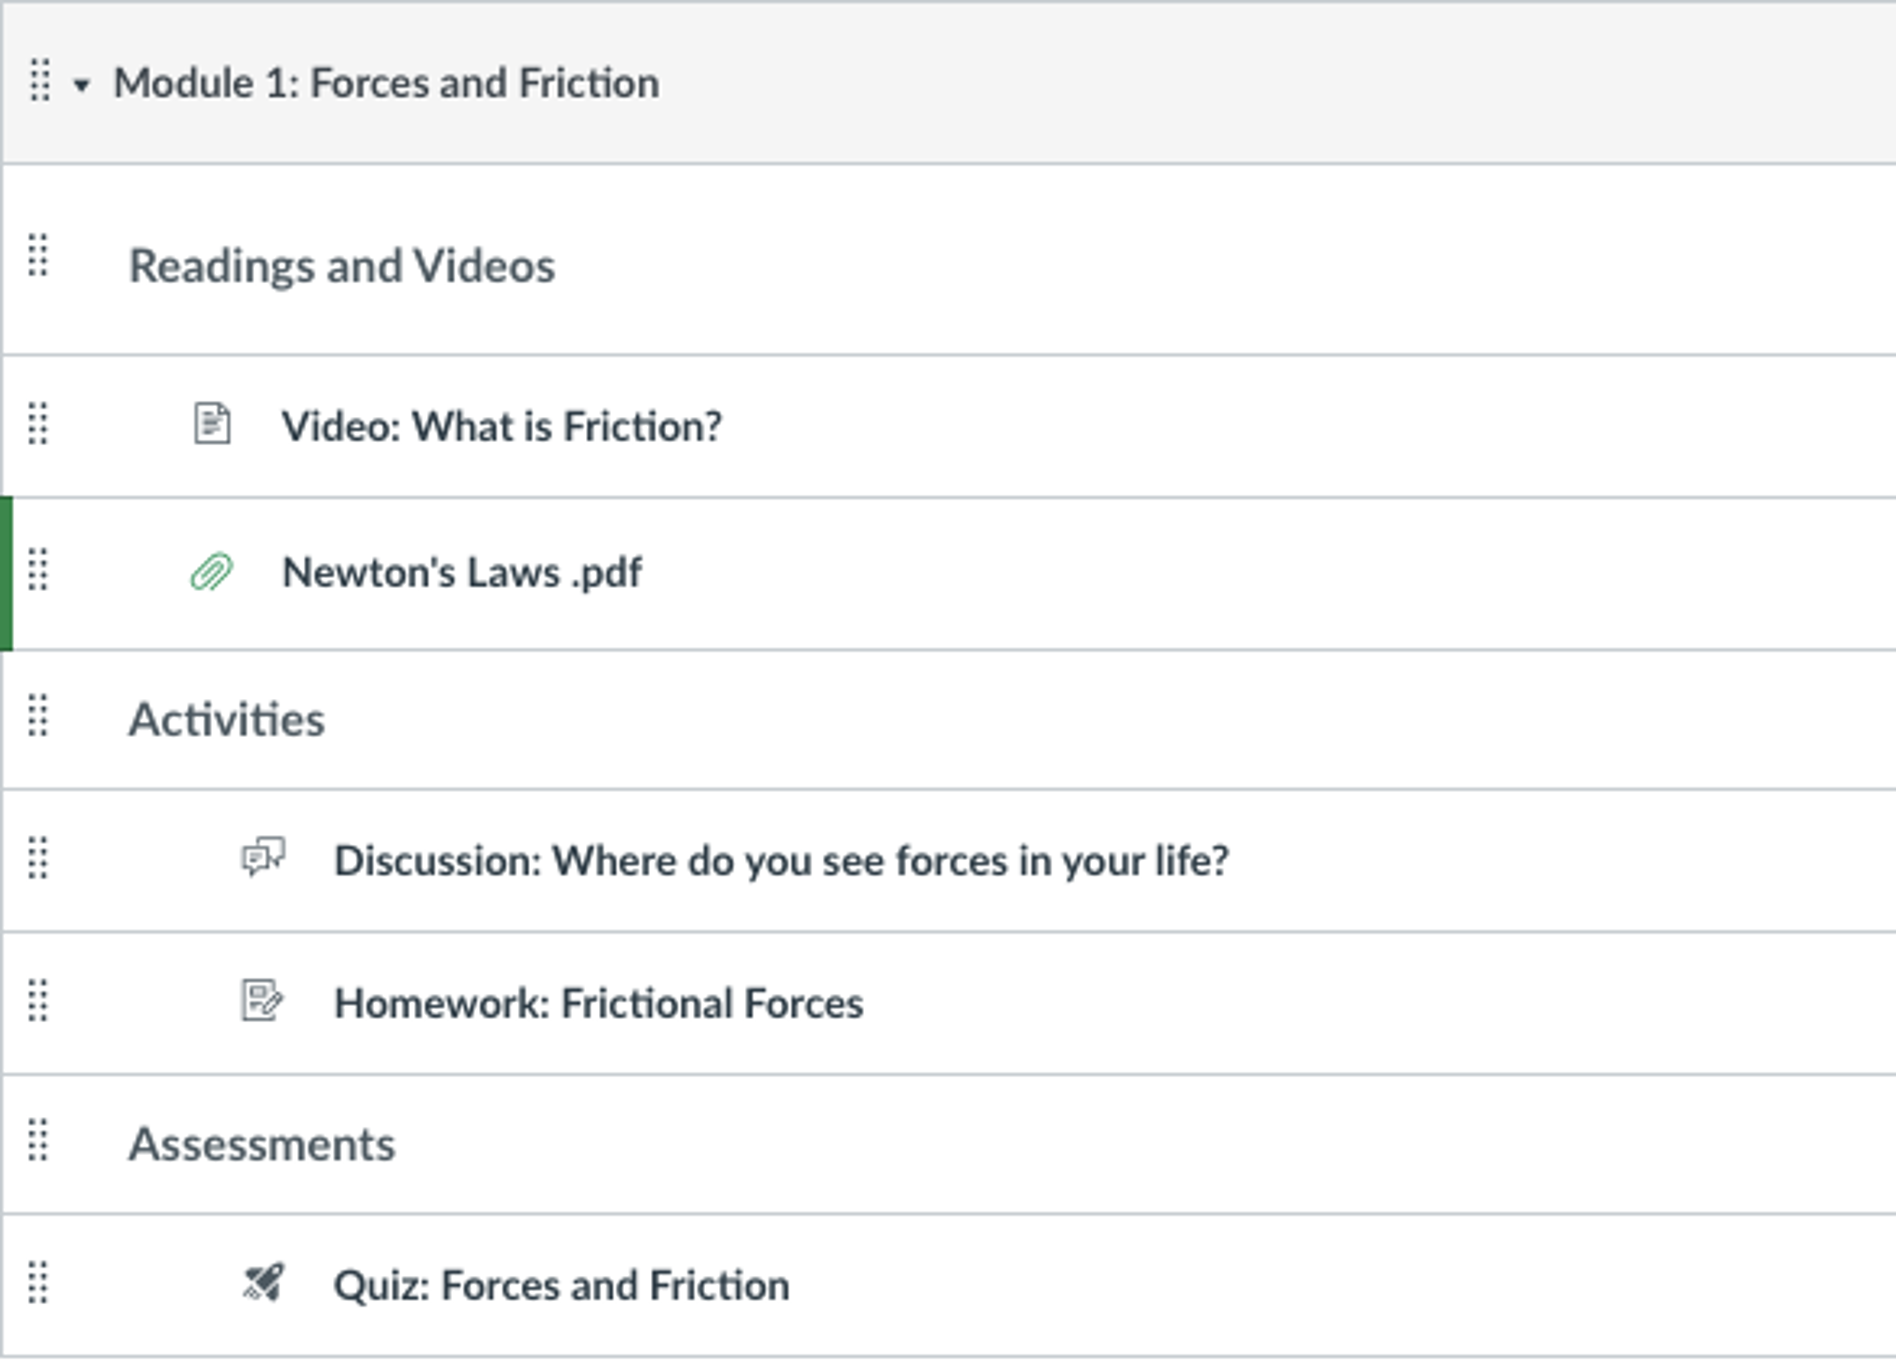 Module 1: Forces and Friction
Readings and Videos
Video: What is Friction?
Newton's Laws .pdf
Activities
Discussion: Where do you see forces in your life?
Homework: Frictional Forces
Assessments
Quiz: Forces and Friction